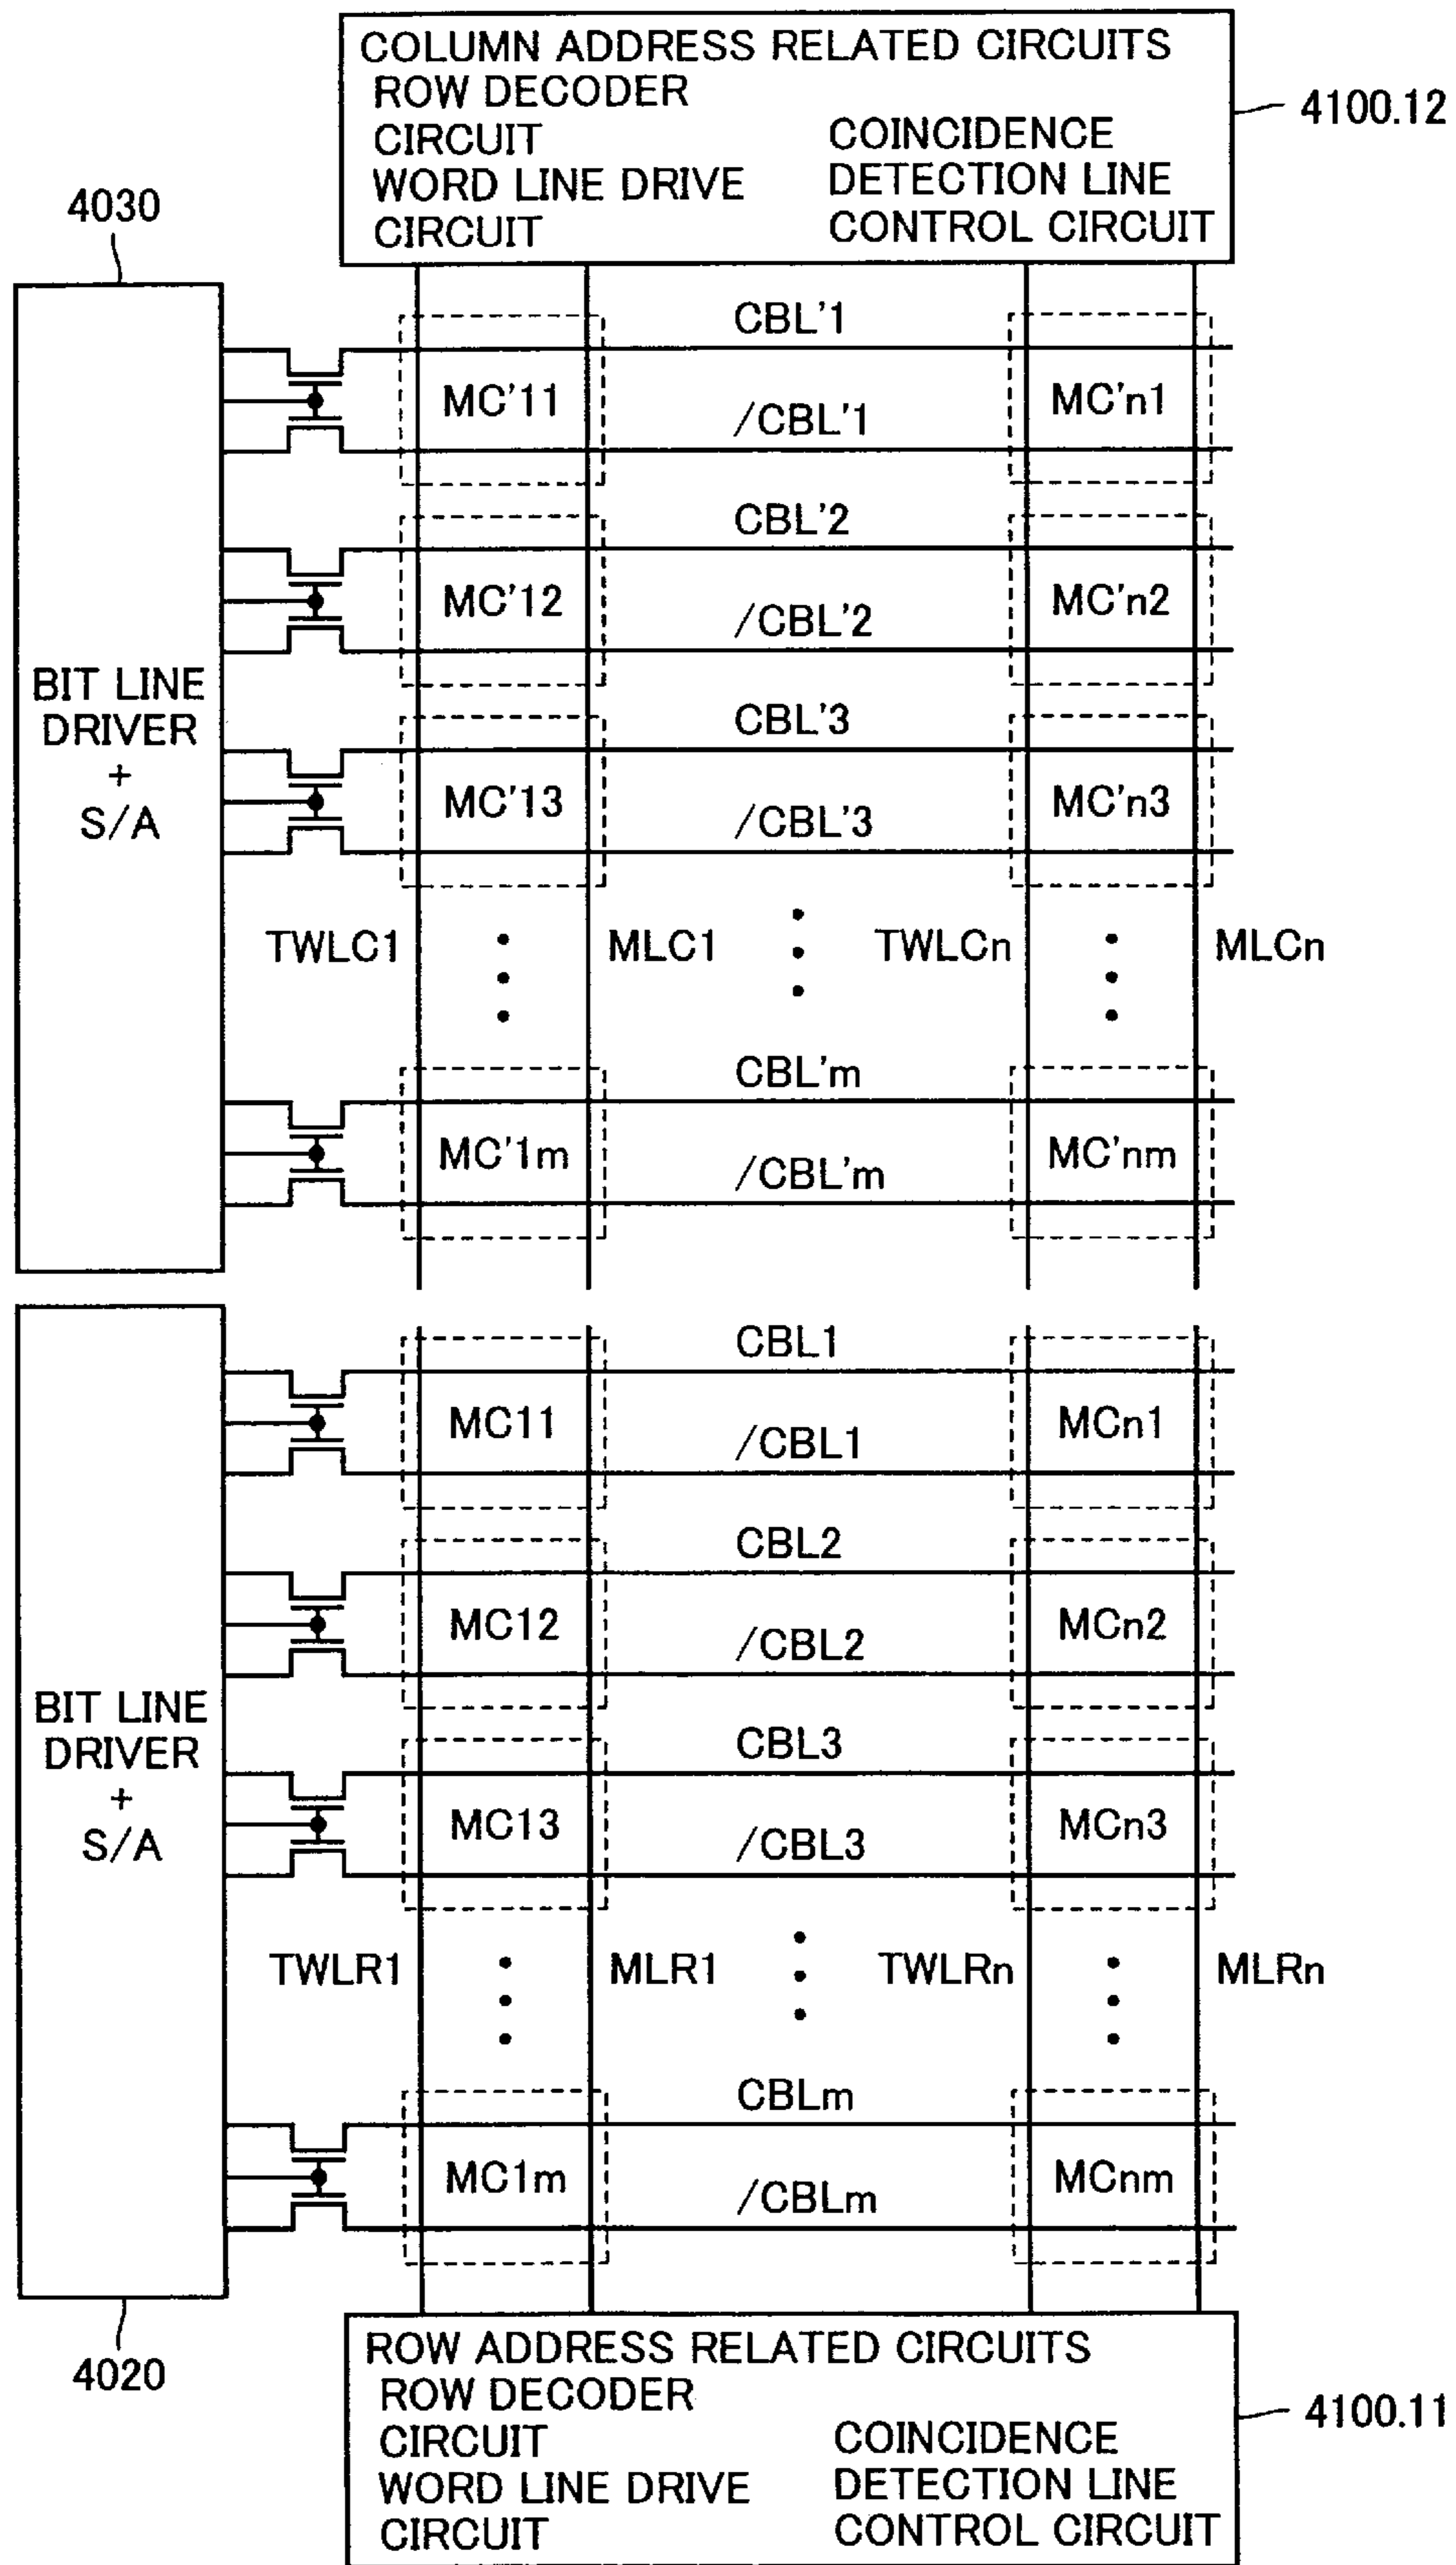 COLUMN ADDRESS RELATED CIRCUITS
ROW DECODER
CIRCUIT COINCIDENCE
WORD LINE DRIVE DETECTION LINE
CIRCUIT CONTROL CIRCUIT
4100.12
4030
CBL'1
MC'11 MC'n1
/CBL'1
CBL'2
MC'12 MC'n2
/CBL'2
BIT LINE
DRIVER
+
S/A
CBL'3
MC'13 MC'n3
/CBL'3
TWLC1 MLC1 TWLCn MLCn
CBL'm
MC'1m MC'nm
/CBL'm
CBL1
MC11 MCn1
/CBL1
CBL2
MC12 MCn2
/CBL2
BIT LINE
DRIVER
+
S/A
CBL3
MC13 MCn3
/CBL3
TWLR1 MLR1 TWLRn MLRn
CBLm
MC1m MCnm
/CBLm
4020
ROW ADDRESS RELATED CIRCUITS
ROW DECODER
CIRCUIT COINCIDENCE
WORD LINE DRIVE DETECTION LINE
CIRCUIT CONTROL CIRCUIT
4100.11